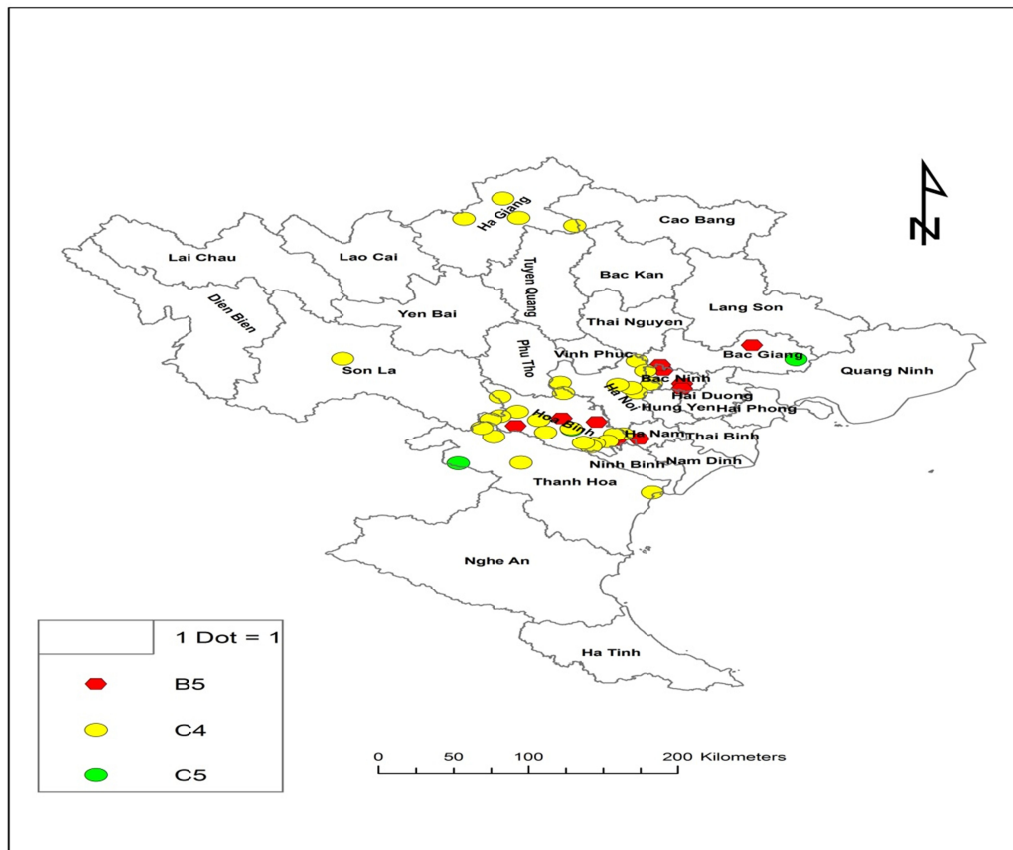 Ha Giang
Cao Bang
Lai Chau
Lao Cai
Tuyen Quang
Bac Kan
Dien Bien
Yen Bai
Lang Son
Thai Nguyen
Phu Tho
Vinh Phuc
Bac Giang
Son La
Quang Ninh
Bac Ninh
Ha Noi
Hai Duong
Hung Yen
Hai Phong
Hoa Binh
Ha Nam
Thai Binh
Ninh Binh
Nam Dinh
Thanh Hoa
Nghe An
Ha Tinh
N
1 Dot = 1
B5
C4
C5
0 50 100 200 Kilometers